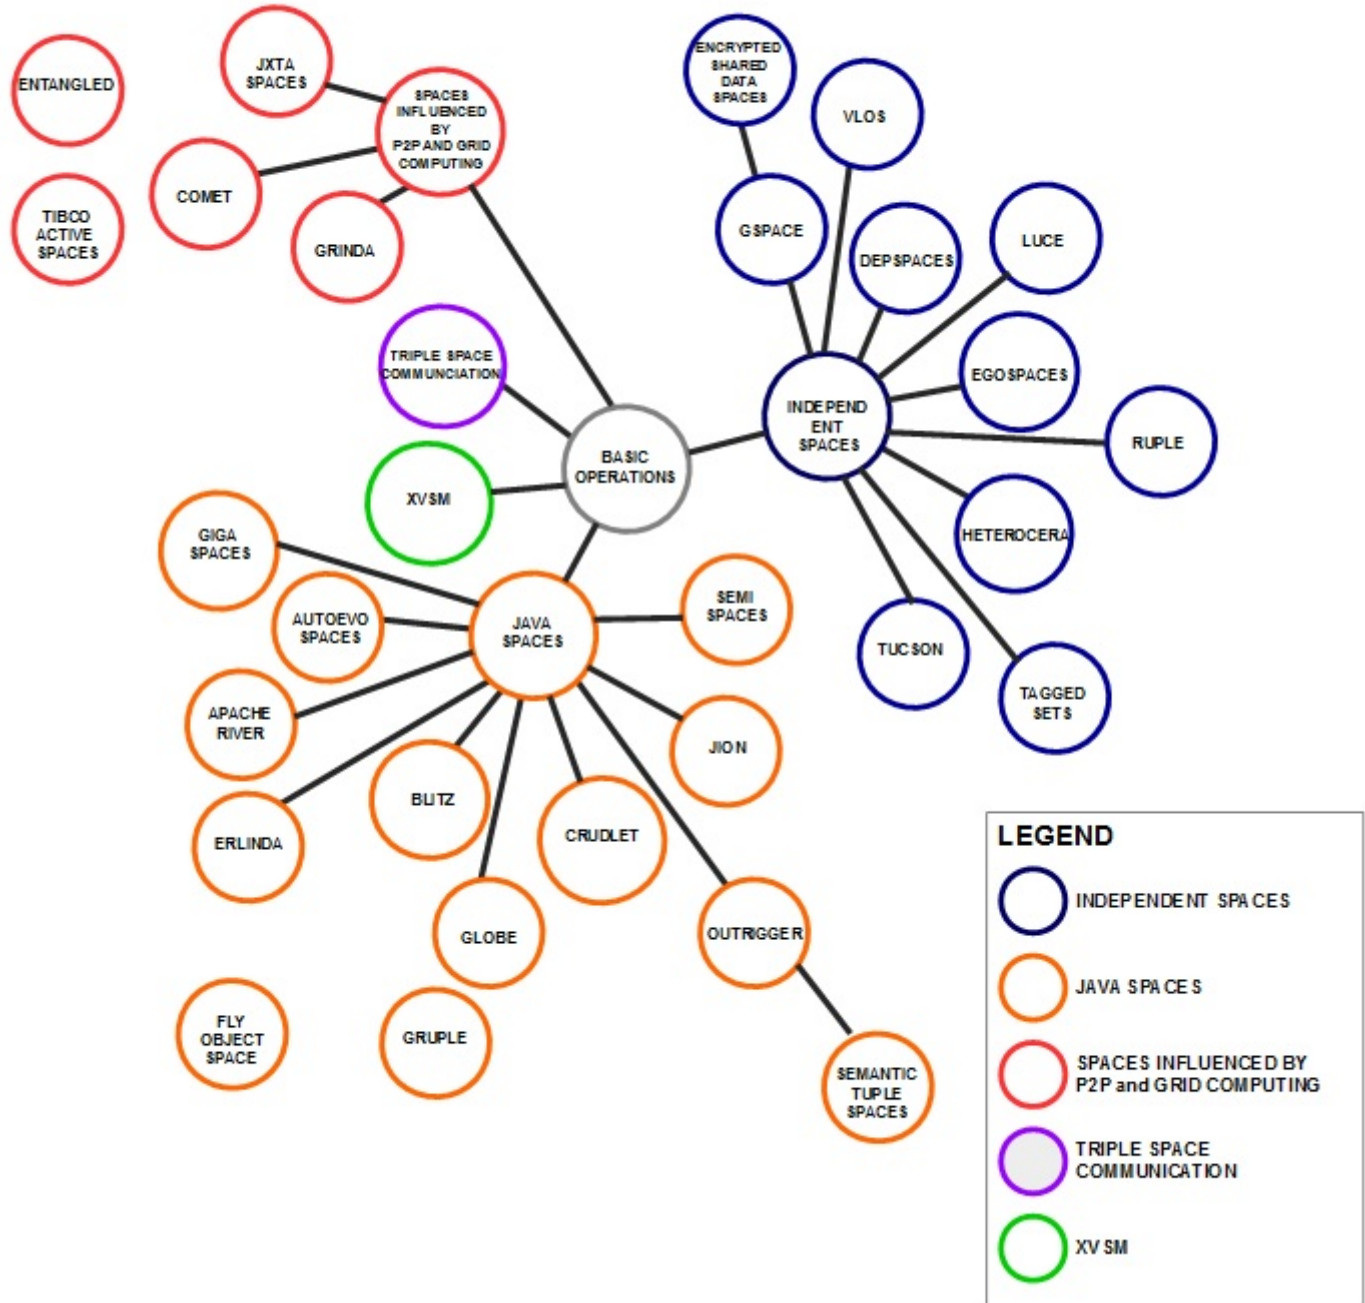 ENTANGLED
JXTA
SPACES
SPACES
INFLUENCED
BY
P2P AND GRID
COMPUTING
COMET
TIBCO
ACTIVE
SPACES
GRINDA
ENCRYPTED
SHARED
DATA
SPACES
VLOS
GSPACE
DEPSPACES
LUCE
TRIPLE SPACE
COMMUNCIATION
EGOSPACES
INDEPEND
ENT
SPACES
RUPLE
BASIC
OPERATIONS
XVSM
HETEROCERA
GIGA
SPACES
AUTOEVO
SPACES
JAVA
SPACES
SEMI
SPACES
TUCSON
TAGGED
SETS
APACHE
RIVER
JION
BLITZ
ERLINDA
CRUDLET
GLOBE
OUTRIGGER
FLY
OBJECT
SPACE
GRUPLE
SEMANTIC
TUPLE
SPACES
LEGEND
INDEPENDENT SPACES
JAVA SPACES
SPACES INFLUENCED BY
P2P and GRID COMPUTING
TRIPLE SPACE
COMMUNICATION
XVSM